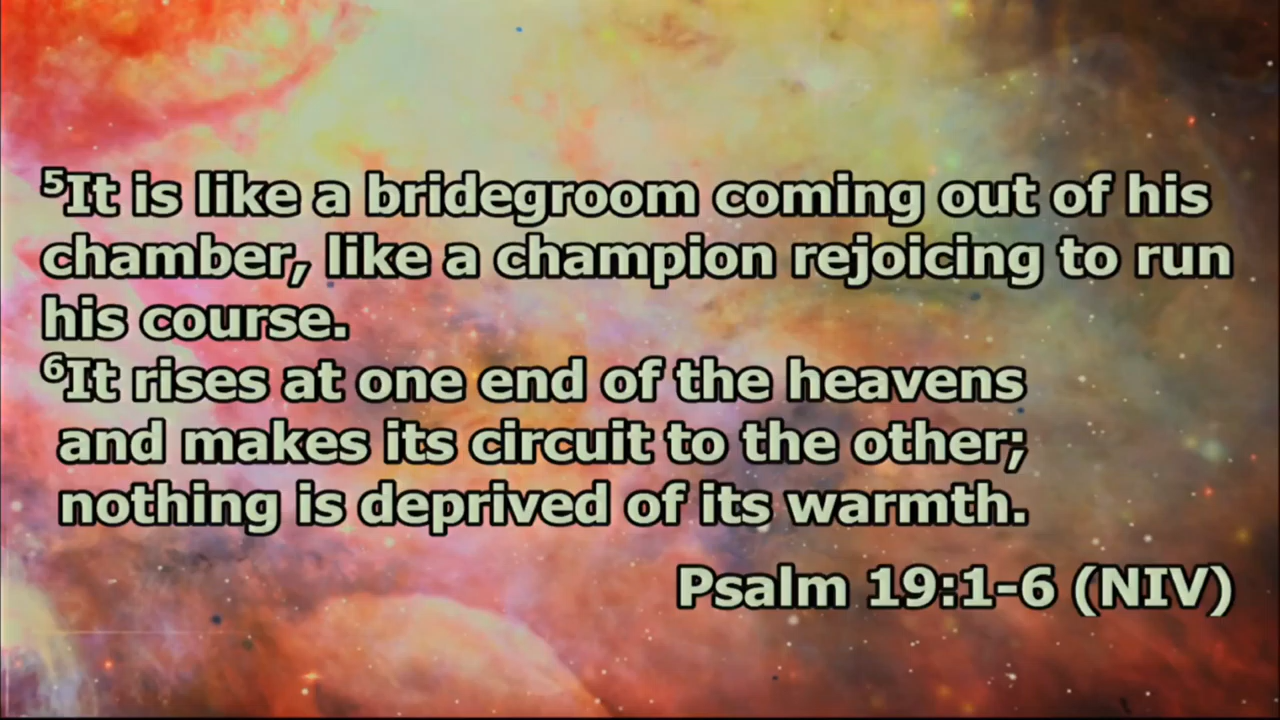 ⁵It is like a bridegroom coming out of his
chamber, like a champion rejoicing to run
his course.
⁶It rises at one end of the heavens
and makes its circuit to the other;
nothing is deprived of its warmth.
Psalm 19:1-6 (NIV)